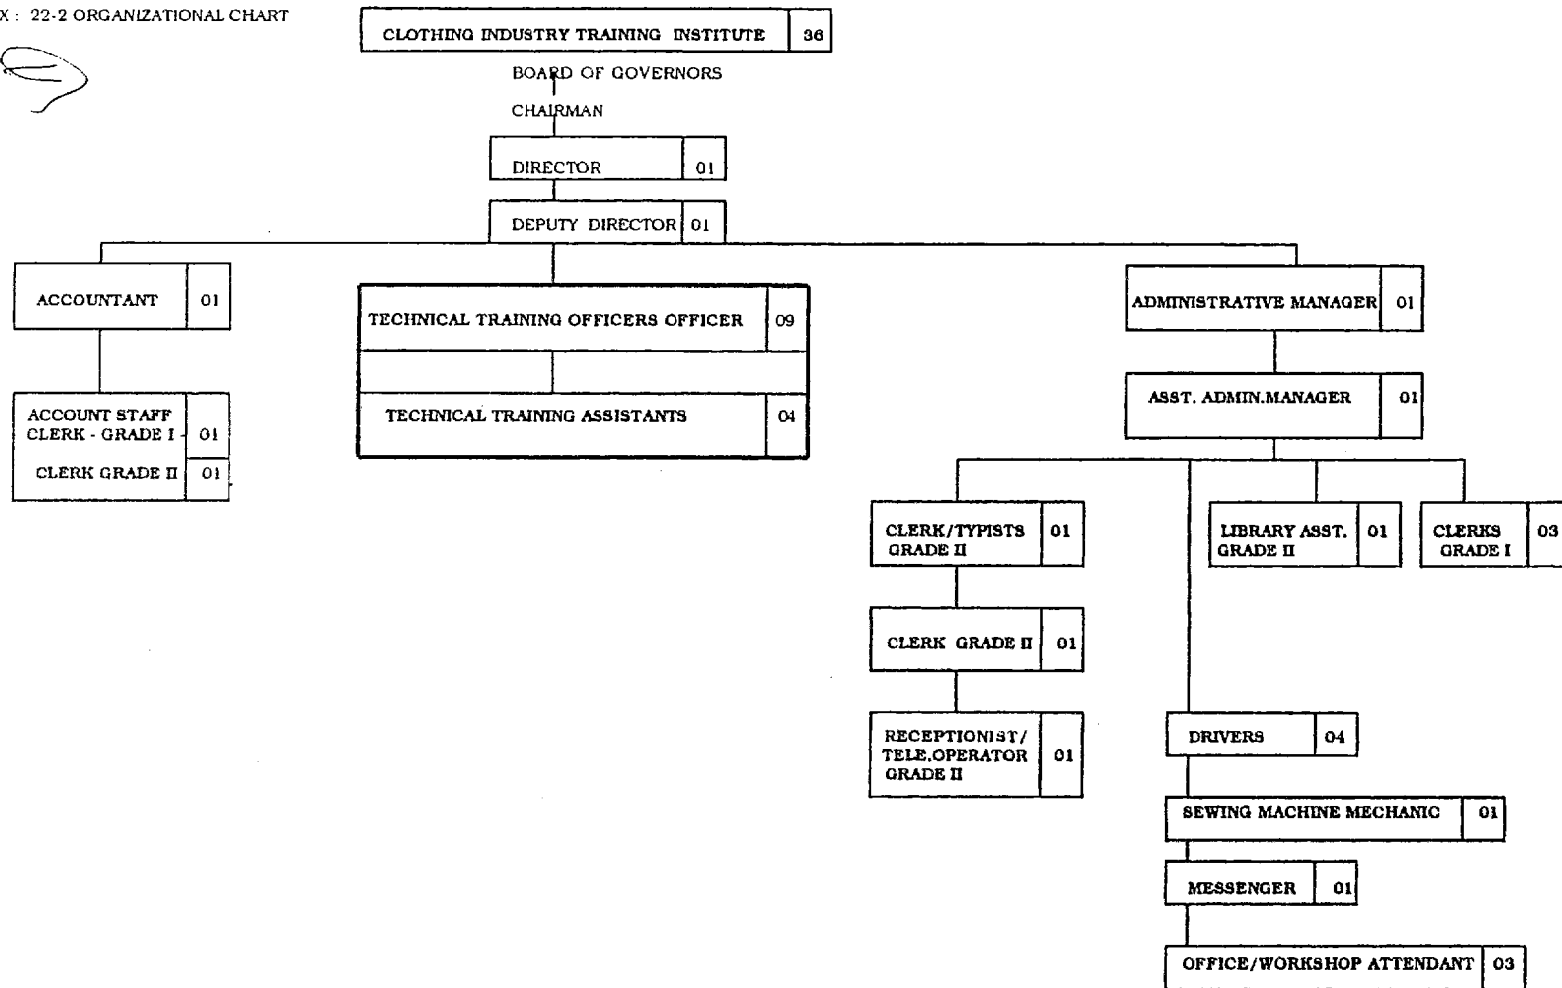 X : 22-2 ORGANIZATIONAL CHART
CLOTHING INDUSTRY TRAINING INSTITUTE 36
BOARD OF GOVERNORS
CHAIRMAN
DIRECTOR 01
DEPUTY DIRECTOR 01
ACCOUNTANT 01
TECHNICAL TRAINING OFFICERS OFFICER 09
ADMINISTRATIVE MANAGER 01
ASST. ADMIN.MANAGER 01
ACCOUNT STAFF
CLERK - GRADE I - 01
CLERK GRADE II 01
TECHNICAL TRAINING ASSISTANTS 04
CLERK/TYPISTS 01
GRADE II
LIBRARY ASST. 01
GRADE II
CLERKS 03
GRADE I
CLERK GRADE II 01
RECEPTIONIST/
TELE.OPERATOR 01
GRADE II
DRIVERS 04
SEWING MACHINE MECHANIC 01
MESSENGER 01
OFFICE/WORKSHOP ATTENDANT 03